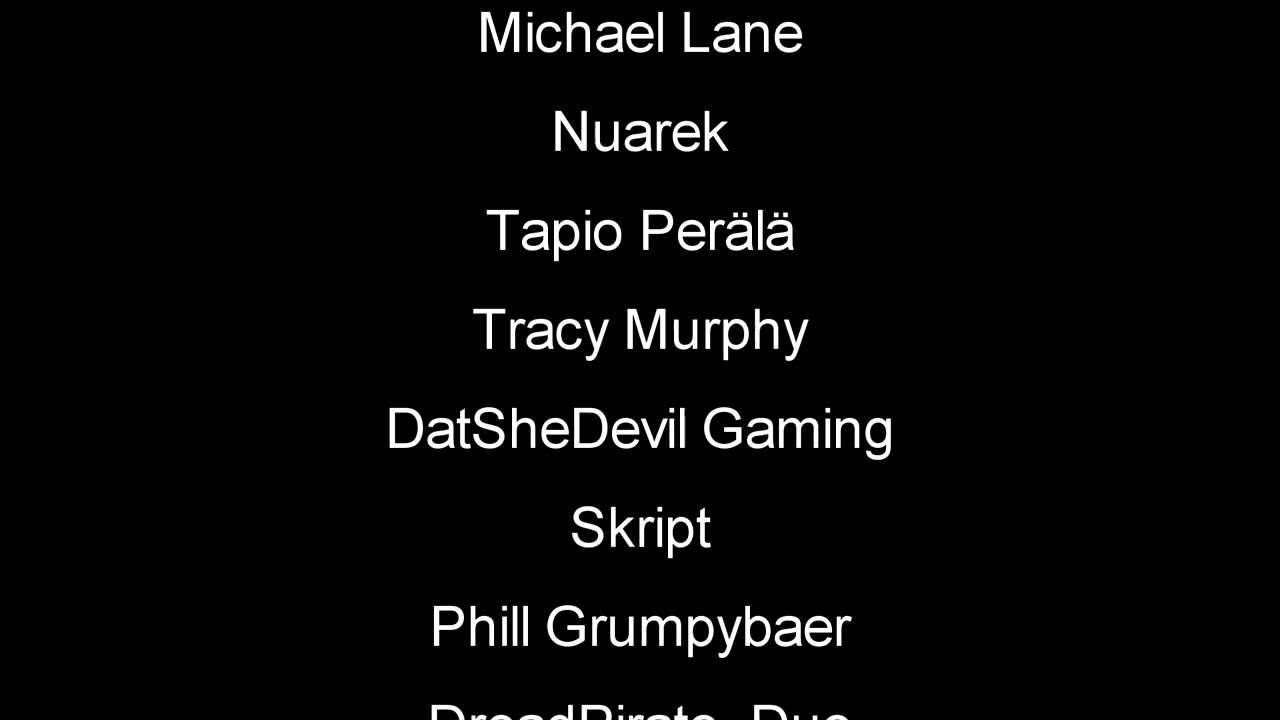 Michael Lane
Nuarek
Tapio Perälä
Tracy Murphy
DatSheDevil Gaming
Skript
Phill Grumpybaer